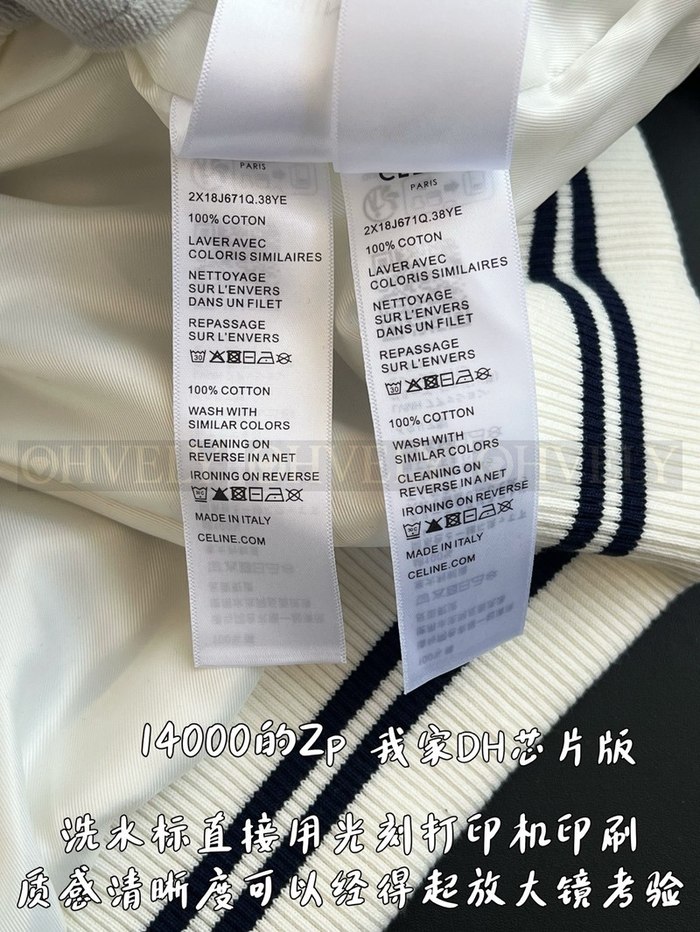 PARIS
2X18J671Q.38YE
100% COTON
LAVER AVEC
COLORIS SIMILAIRES
NETTOYAGE
SUR L'ENVERS
DANS UN FILET
REPASSAGE
SUR L'ENVERS
30
100% COTTON
WASH WITH
SIMILAR COLORS
CLEANING ON
REVERSE IN A NET
IRONING ON REVERSE
MADE IN ITALY
CELINE.COM
PARIS
2X18J671Q.38YE
100% COTON
LAVER AVEC
COLORIS SIMILAIRES
NETTOYAGE
SUR L'ENVERS
DANS UN FILET
REPASSAGE
SUR L'ENVERS
30
100% COTTON
WASH WITH
SIMILAR COLORS
CLEANING ON
REVERSE IN A NET
IRONING ON REVERSE
MADE IN ITALY
CELINE.COM
14000的Zp 我家DH芯片版
洗水标直接用光刻打印机印刷
质感清晰度可以经得起放大镜考验